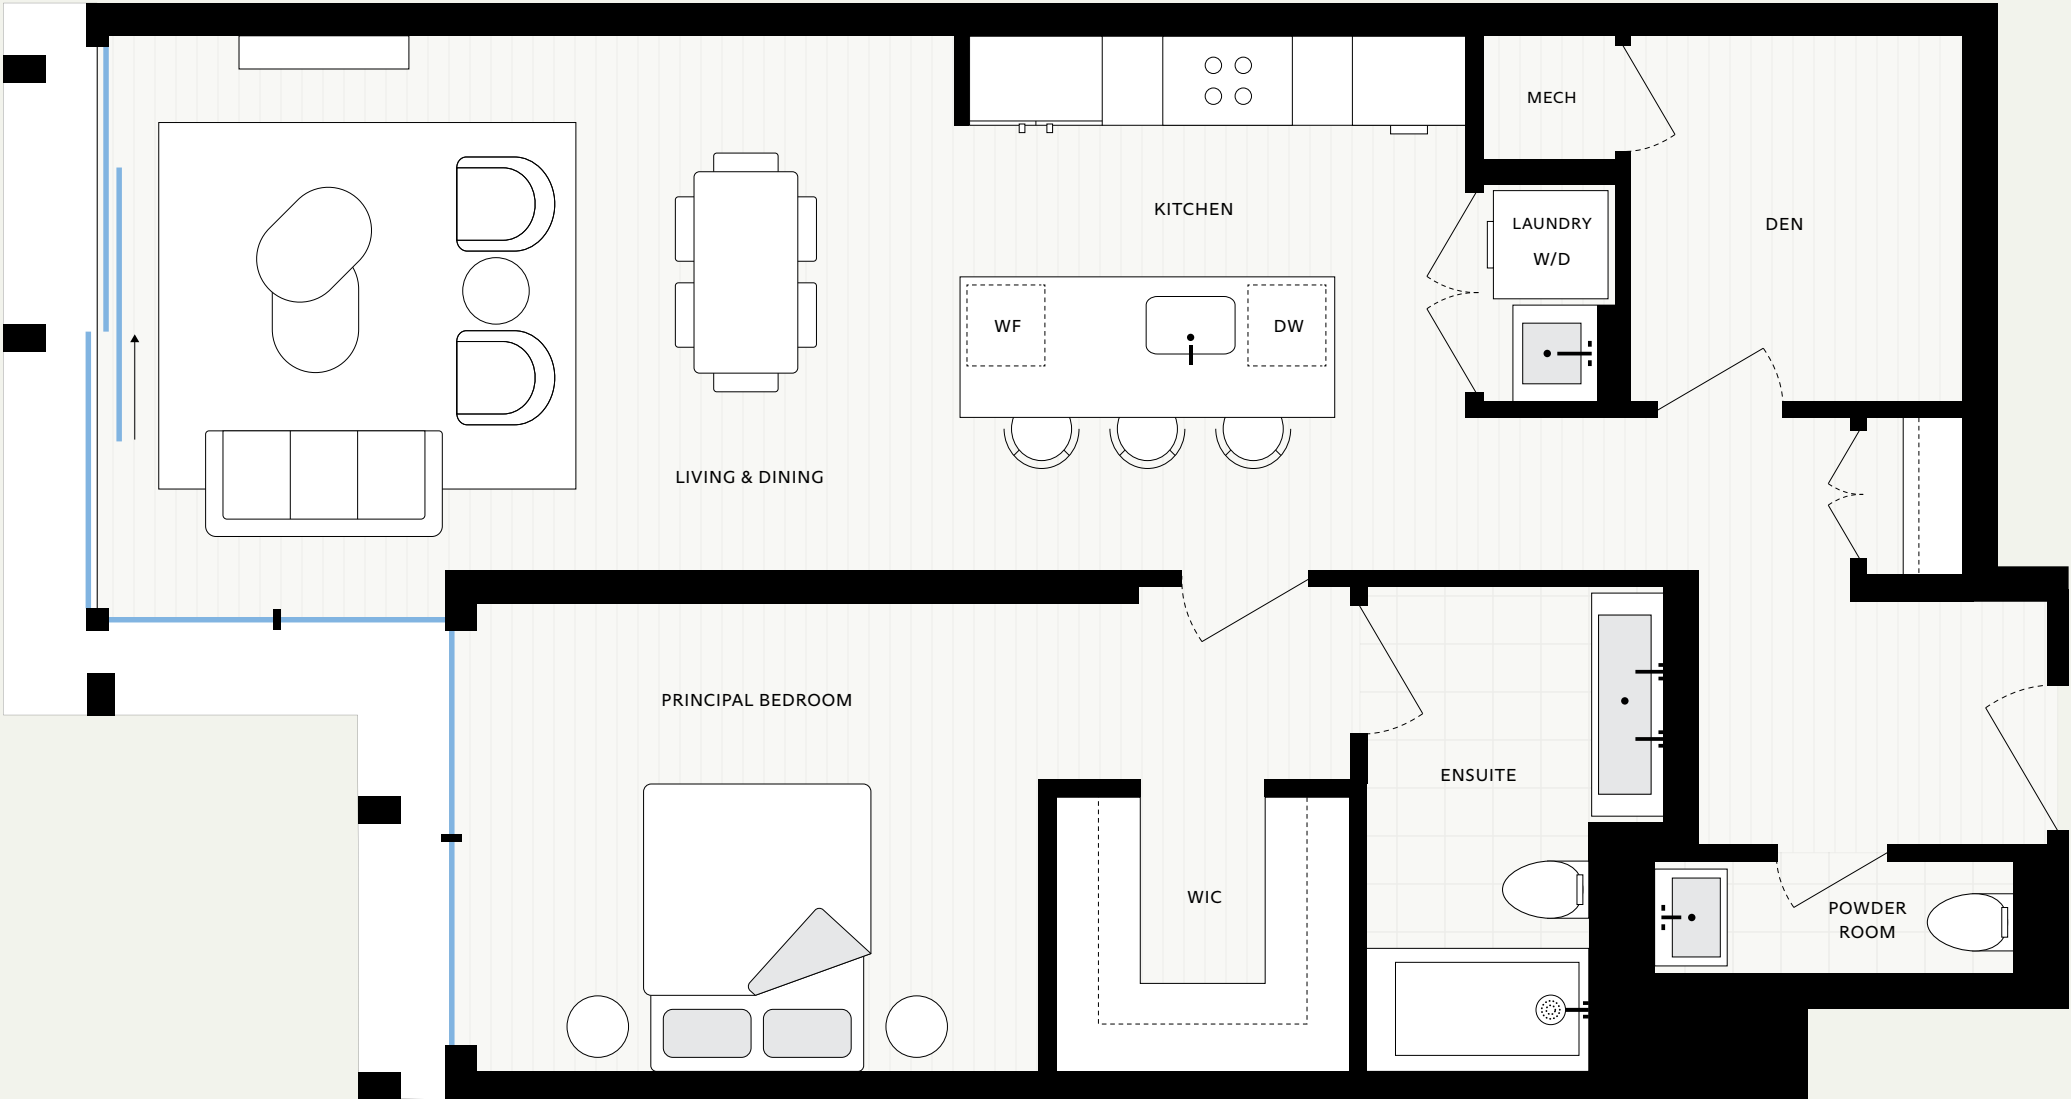 MECH
KITCHEN
LAUNDRY
W/D
DEN
WF
DW
LIVING & DINING
PRINCIPAL BEDROOM
ENSUITE
WIC
POWDER
ROOM